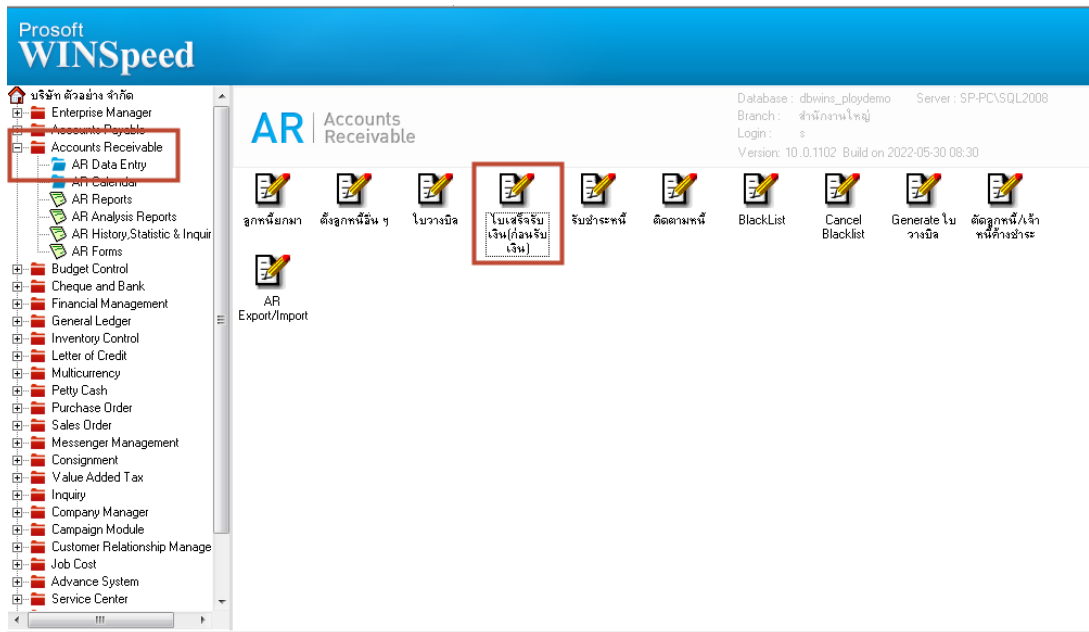 Prosoft
WINSpeed
บริษัท ตัวอย่าง จำกัด
Enterprise Manager
Accounts Payable
Accounts Receivable
AR Data Entry
AR Calendar
AR Reports
AR Analysis Reports
AR History,Statistic & Inquir
AR Forms
Budget Control
Cheque and Bank
Financial Management
General Ledger
Inventory Control
Letter of Credit
Multicurrency
Petty Cash
Purchase Order
Sales Order
Messenger Management
Consignment
Value Added Tax
Inquiry
Company Manager
Campaign Module
Customer Relationship Manage
Job Cost
Advance System
Service Center
AR Accounts
Receivable
Database : dbwins_ploydemo Server : SP-PC\SQL2008
Branch : สำนักงานใหญ่
Login : s
Version: 10.0.1102 Build on 2022-05-30 08:30
ลูกหนี้ยกมา
ตั้งลูกหนี้อื่น ๆ
ใบวางบิล
ใบเสร็จรับ
เงิน(ก่อนรับ
เงิน)
รับชำระหนี้
ติดตามหนี้
BlackList
Cancel
Blacklist
Generate ใบ
วางบิล
ตัดลูกหนี้/เจ้า
หนี้ค้างชำระ
AR
Export/Import